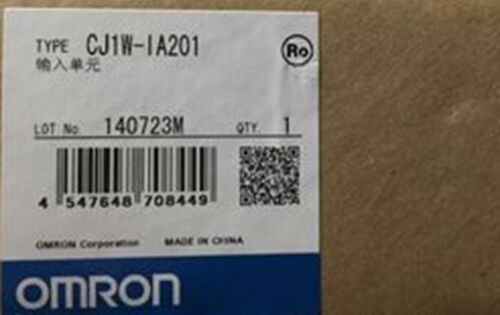 TYPE CJ1W-IA201
Ro
输入单元
LOT No. 140723M QTY. 1
4 547648 708449
OMRON Corporation MADE IN CHINA
OMRON